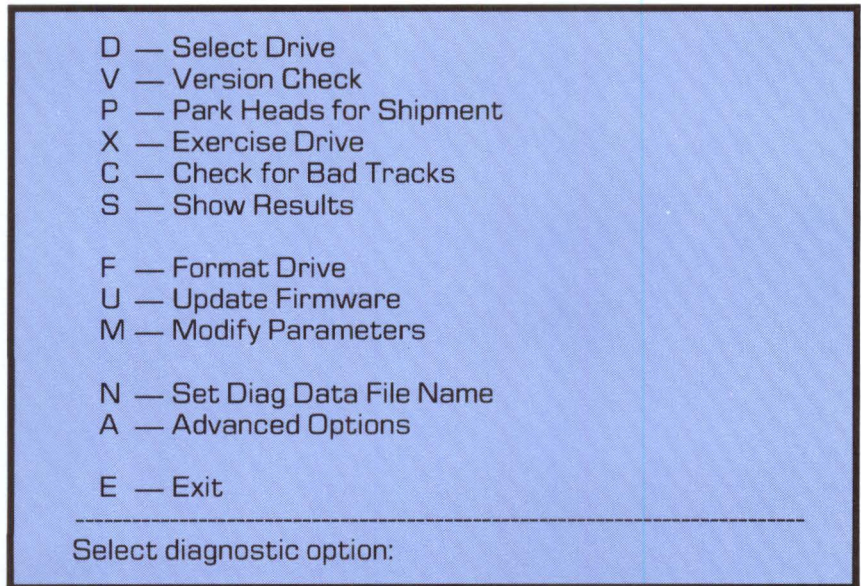 D — Select Drive
V — Version Check
P — Park Heads for Shipment
X — Exercise Drive
C — Check for Bad Tracks
S — Show Results
F — Format Drive
U — Update Firmware
M — Modify Parameters
N — Set Diag Data File Name
A — Advanced Options
E — Exit
--------------------------------------------------------------------------------
Select diagnostic option: